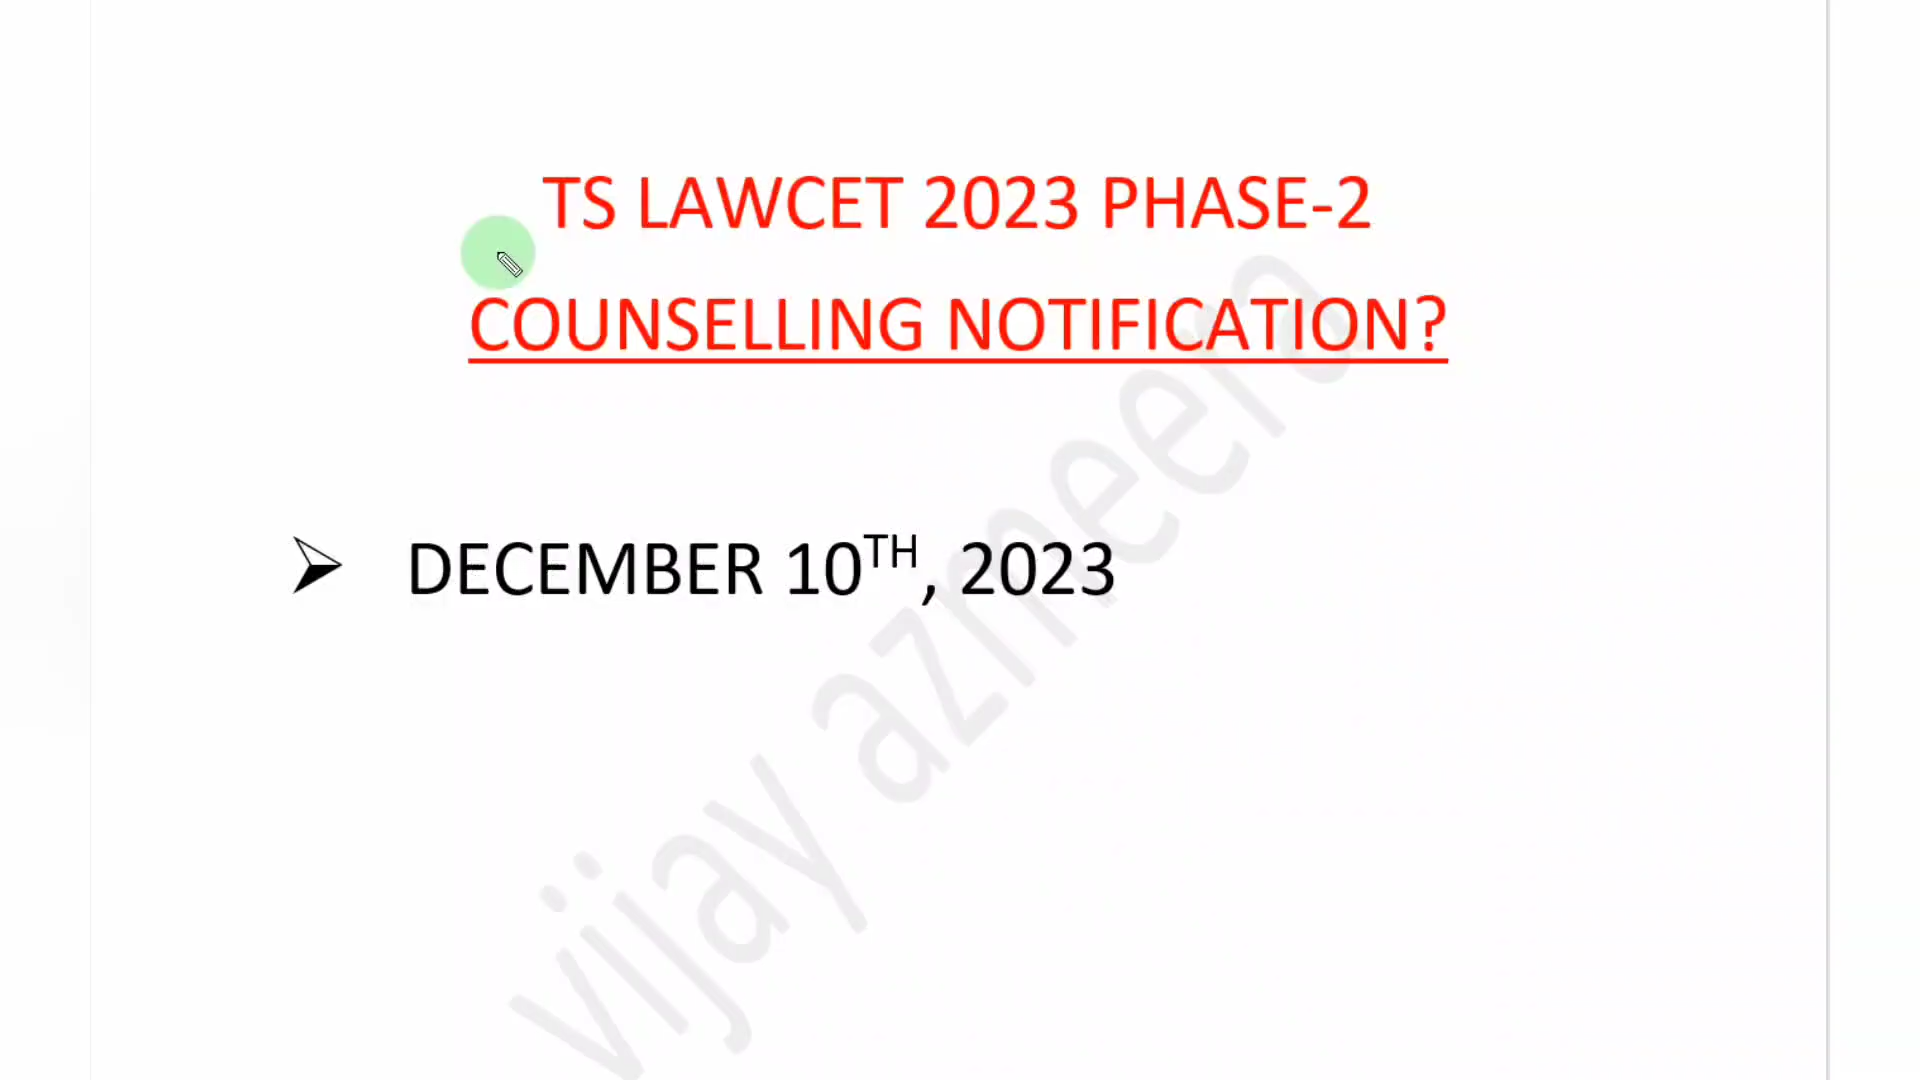 TS LAWCET 2023 PHASE-2
COUNSELLING NOTIFICATION?
➢ DECEMBER 10TH, 2023
vijay azmeera